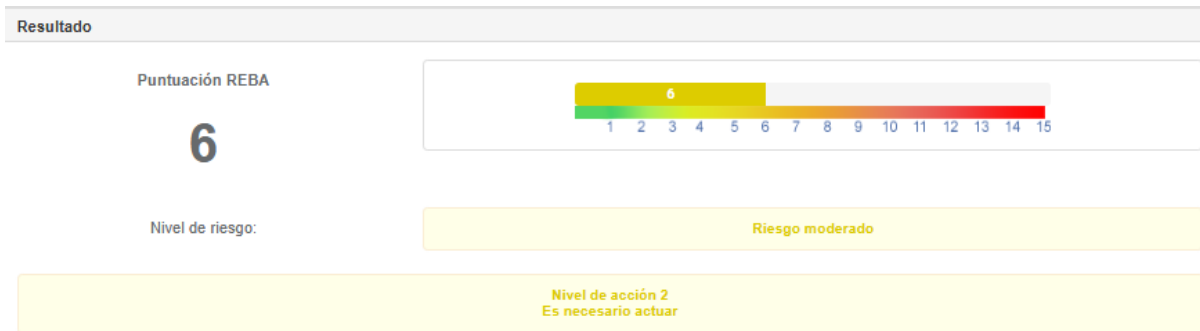 Resultado
Puntuación REBA
6
6
1 2 3 4 5 6 7 8 9 10 11 12 13 14 15
Nivel de riesgo:
Riesgo moderado
Nivel de acción 2
Es necesario actuar